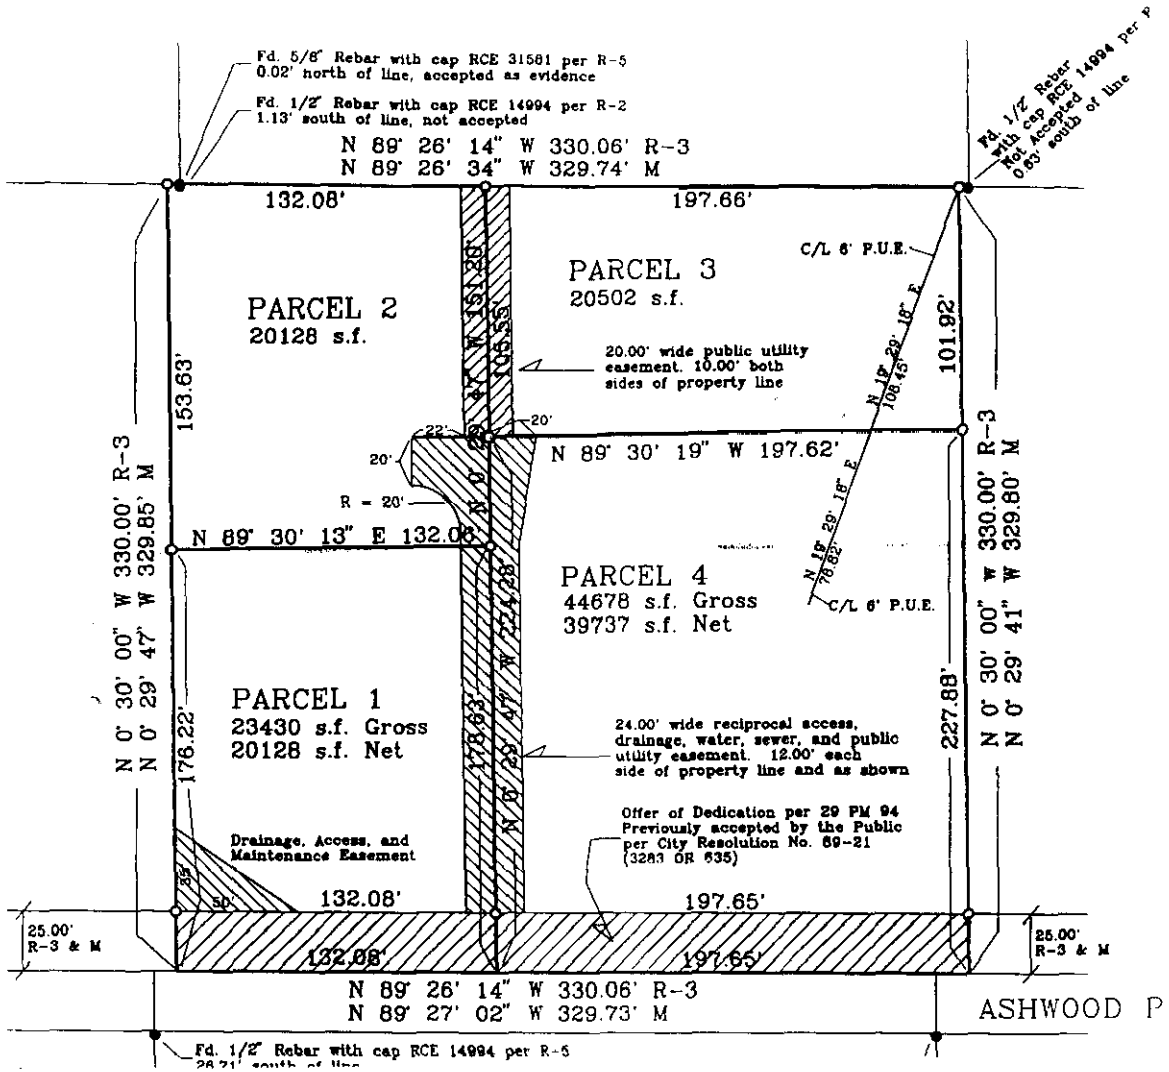 Fd. 5/8" Rebar with cap RCE 31581 per R-5
0.02' north of line, accepted as evidence
Fd. 1/2" Rebar with cap RCE 14994 per R-2
1.13' south of line, not accepted
N 89° 26' 14" W 330.06' R-3
N 89° 26' 34" W 329.74' M
Fd. 1/2" Rebar
with cap RCE 14994 per
Not Accepted
0.63' south of line
132.08'
197.66'
C/L 6' P.U.E.
PARCEL 2
20128 s.f.
PARCEL 3
20502 s.f.
20.00' wide public utility
easement. 10.00' both
sides of property line
153.63'
N 0° 29' 47" W 151.20'
105.55'
N 19° 29' 18" E
108.45'
101.92'
22'
20'
20'
R = 20'
N 89° 30' 19" W 197.62'
N 89° 30' 13" E 132.06'
N 0° 30' 00" W 330.00' R-3
N 0° 29' 47" W 329.85' M
N 0° 30' 00" W 330.00' R-3
N 0° 29' 41" W 329.80' M
N 19° 29' 18" E
78.82'
C/L 6' P.U.E.
PARCEL 4
44678 s.f. Gross
39737 s.f. Net
PARCEL 1
23430 s.f. Gross
20128 s.f. Net
176.22'
178.63'
N 0° 29' 47" W 224.28'
227.88'
24.00' wide reciprocal access,
drainage, water, sewer, and public
utility easement. 12.00' each
side of property line and as shown
Offer of Dedication per 29 PM 94
Previously accepted by the Public
per City Resolution No. 89-21
(3283 OR 635)
Drainage, Access, and
Maintenance Easement
35'
50'
132.08'
197.65'
25.00'
R-3 & M
132.08'
197.65'
25.00'
R-3 & M
N 89° 26' 14" W 330.06' R-3
N 89° 27' 02" W 329.73' M
ASHWOOD P
Fd. 1/2" Rebar with cap RCE 14994 per R-5
26.71' south of line